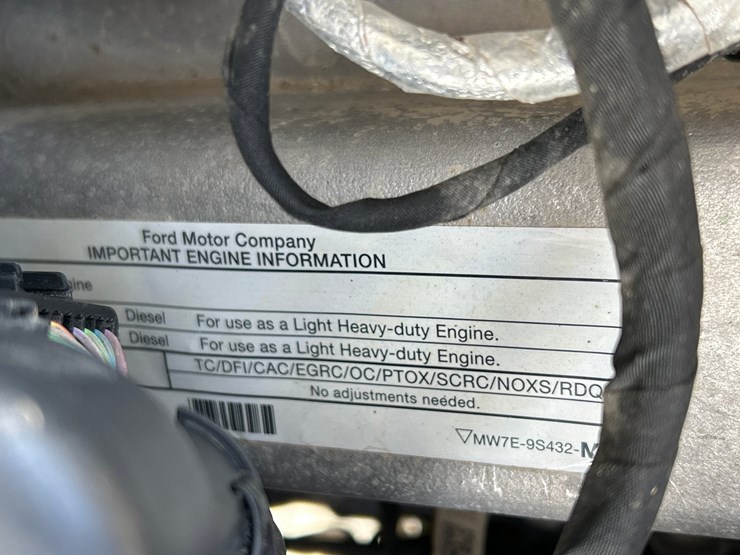 Ford Motor Company
IMPORTANT ENGINE INFORMATION
Diesel For use as a Light Heavy-duty Engine.
Diesel For use as a Light Heavy-duty Engine.
TC/DFI/CAC/EGRC/OC/PTOX/SCRC/NOXS/RDQ
No adjustments needed.
▽MW7E-9S432-